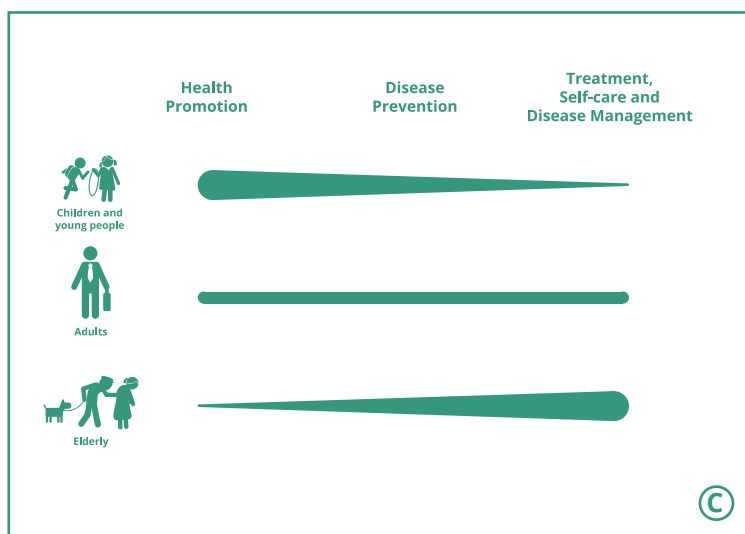 Health
Promotion
Disease
Prevention
Treatment,
Self-care and
Disease Management
Children and
young people
Adults
Elderly
C